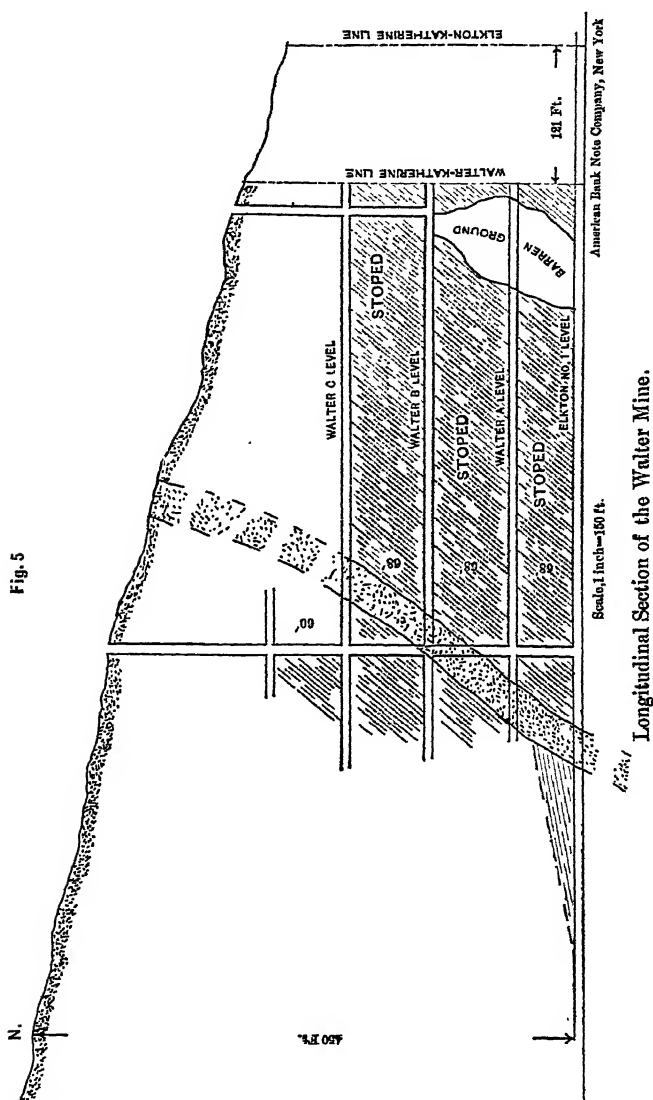 Fig. 5
N.
ELKTON-KATHERINE LINE
121 Ft.
WALTER-KATHERINE LINE
WALTER C LEVEL
STOPED
WALTER B LEVEL
GROUND
BARREN
STOPED
WALTER A LEVEL
STOPED
ELKTON NO. 1 LEVEL
60'
68
68
68
450 Ft.
Scale, 1 inch=150 ft.
American Bank Note Company, New York
Longitudinal Section of the Walter Mine.